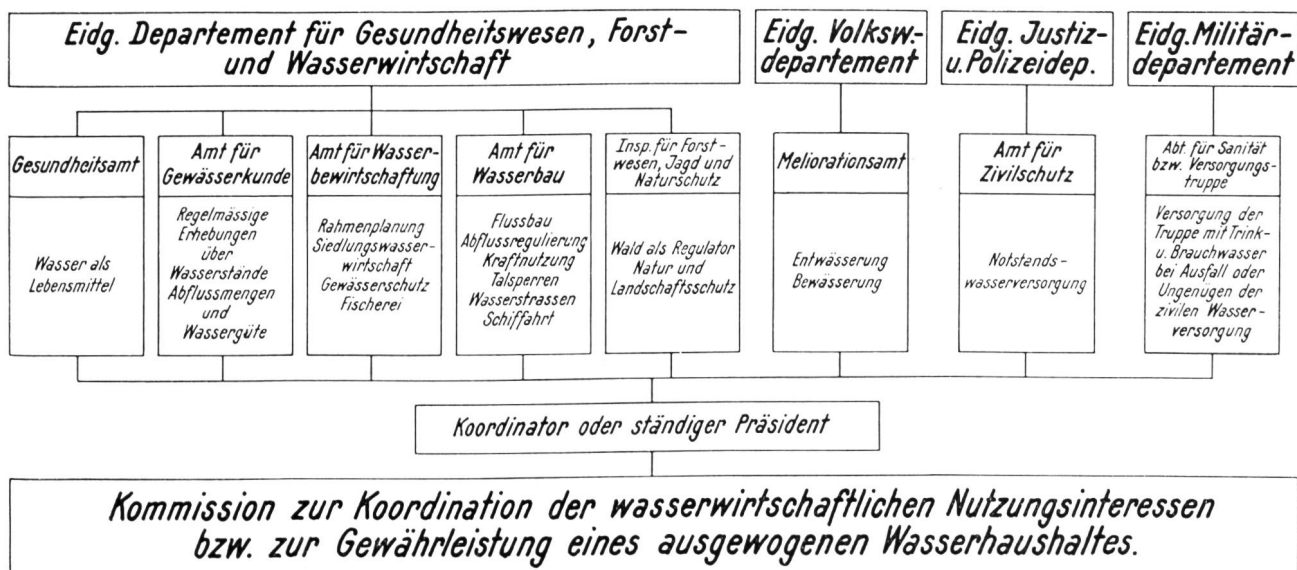 Eidg. Departement für Gesundheitswesen, Forst-
und Wasserwirtschaft
Eidg. Volksw.-
departement
Eidg. Justiz-
u. Polizeidep.
Eidg. Militär-
departement
Gesundheitsamt
Wasser als
Lebensmittel
Amt für
Gewässerkunde
Regelmässige
Erhebungen
über
Wasserstände
Abflussmengen
und
Wassergüte
Amt für Wasser-
bewirtschaftung
Rahmenplanung
Siedlungswasser-
wirtschaft
Gewässerschutz
Fischerei
Amt für
Wasserbau
Flussbau
Abflussregulierung
Kraftnutzung
Talsperren
Wasserstrassen
Schiffahrt
Insp. für Forst-
wesen, Jagd und
Naturschutz
Wald als Regulator
Natur und
Landschaftsschutz
Meliorationsamt
Entwässerung
Bewässerung
Amt für
Zivilschutz
Notstands-
wasserversorgung
Abt. für Sanität
bzw. Versorgungs-
truppe
Versorgung der
Truppe mit Trink-
u. Brauchwasser
bei Ausfall oder
Ungenügen der
zivilen Wasser-
versorgung
Koordinator oder ständiger Präsident
Kommission zur Koordination der wasserwirtschaftlichen Nutzungsinteressen
bzw. zur Gewährleistung eines ausgewogenen Wasserhaushaltes.